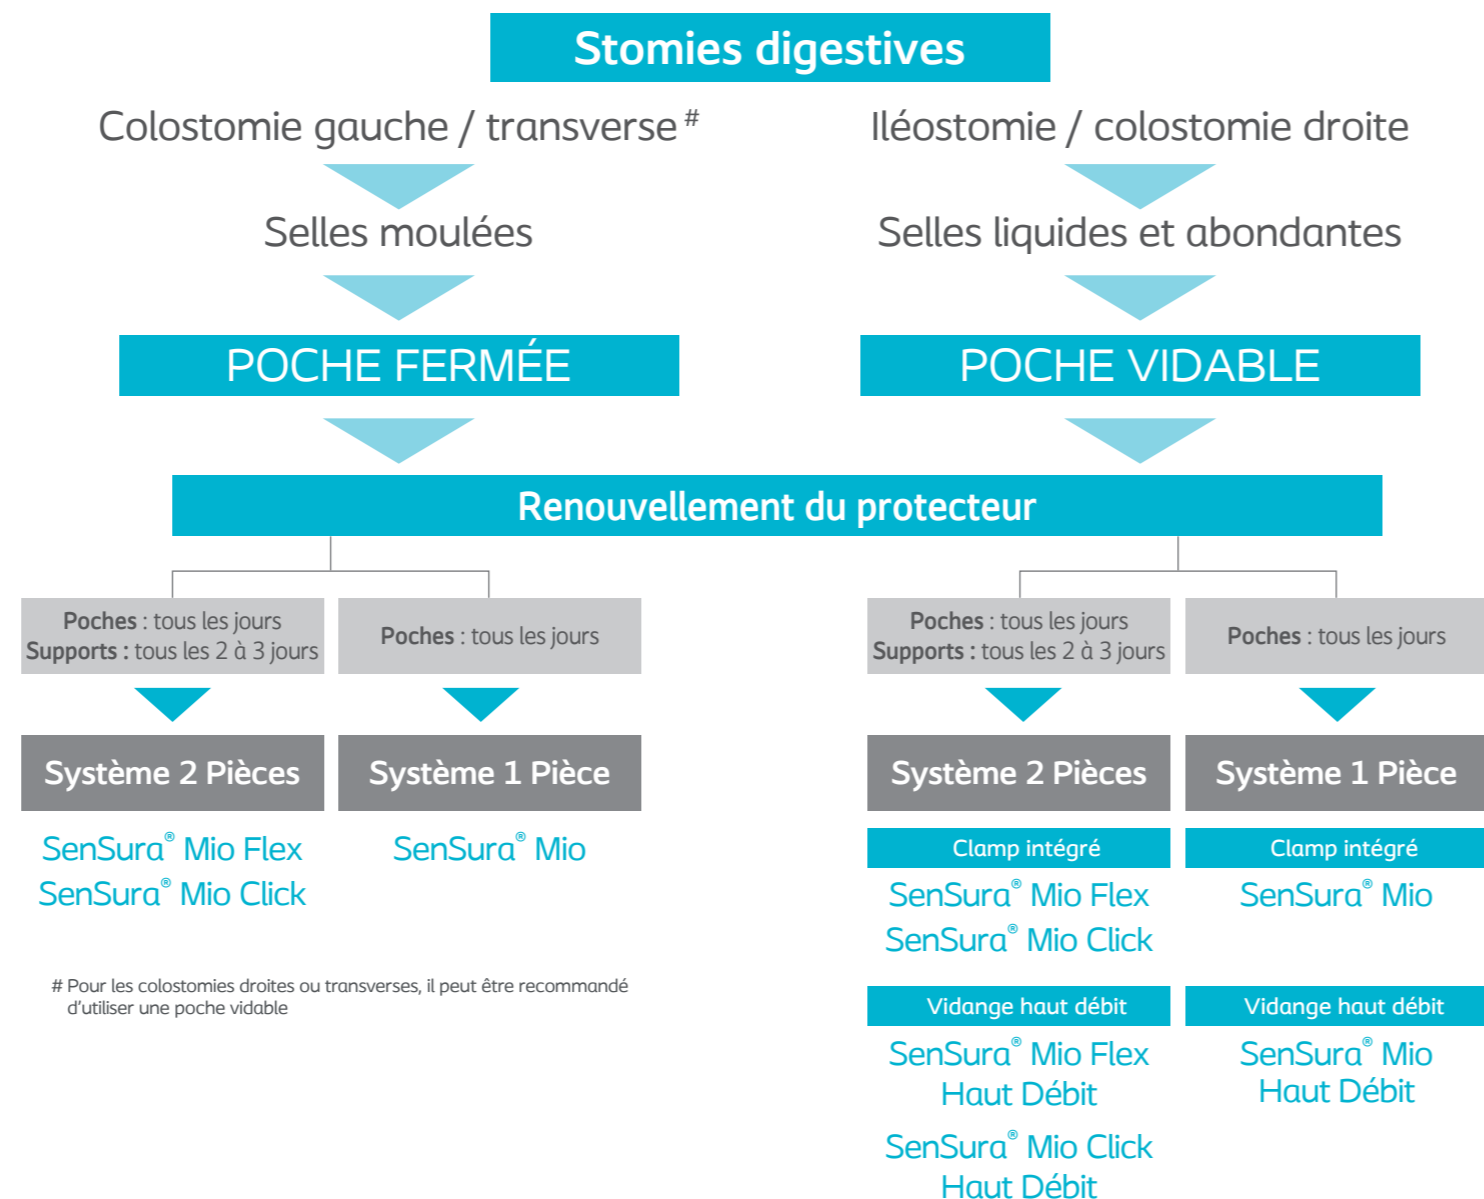 Stomies digestives
Colostomie gauche / transverse #
Selles moulées
POCHE FERMÉE
Iléostomie / colostomie droite
Selles liquides et abondantes
POCHE VIDABLE
Renouvellement du protecteur
Poches : tous les jours
Supports : tous les 2 à 3 jours
Système 2 Pièces
SenSura® Mio Flex
SenSura® Mio Click
Poches : tous les jours
Système 1 Pièce
SenSura® Mio
# Pour les colostomies droites ou transverses, il peut être recommandé
d'utiliser une poche vidable
Poches : tous les jours
Supports : tous les 2 à 3 jours
Système 2 Pièces
Clamp intégré
SenSura® Mio Flex
SenSura® Mio Click
Vidange haut débit
SenSura® Mio Flex
Haut Débit
SenSura® Mio Click
Haut Débit
Poches : tous les jours
Système 1 Pièce
Clamp intégré
SenSura® Mio
Vidange haut débit
SenSura® Mio
Haut Débit